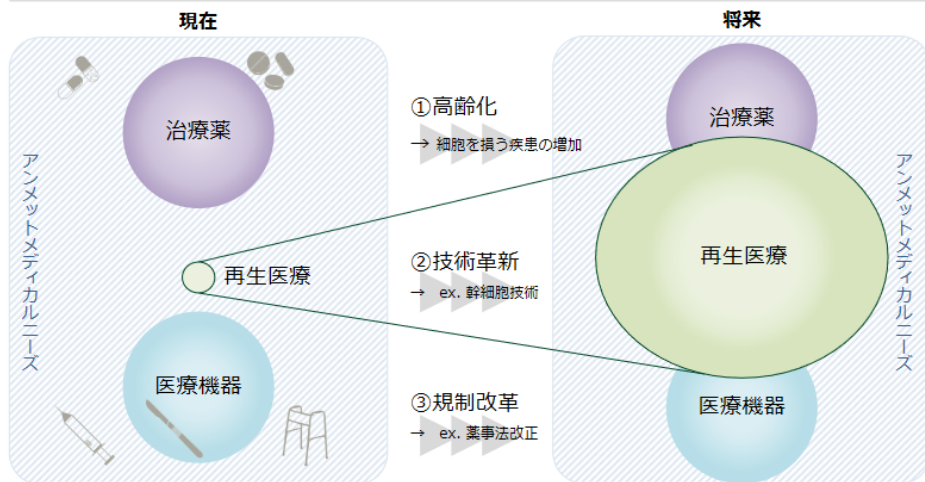 現在
将来
アンメットメディカルニーズ
治療薬
再生医療
医療機器
①高齢化
→ 細胞を損う疾患の増加
②技術革新
→ ex. 幹細胞技術
③規制改革
→ ex. 薬事法改正
治療薬
再生医療
医療機器
アンメットメディカルニーズ